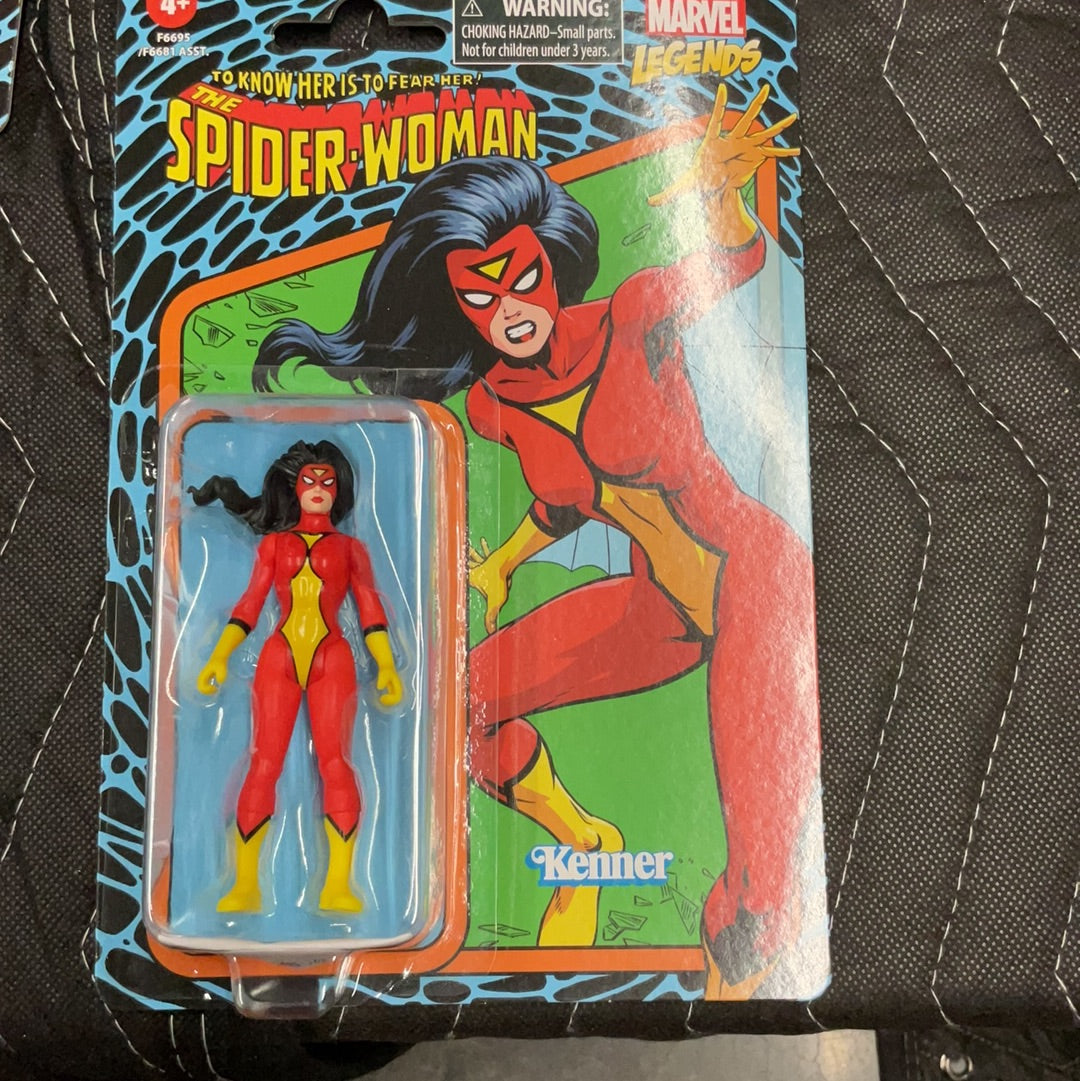 4+
F6695
/F6681 ASST.
WARNING:
CHOKING HAZARD–Small parts.
Not for children under 3 years.
MARVEL
LEGENDS
TO KNOW HER IS TO FEAR HER!
THE
SPIDER-WOMAN
Kenner